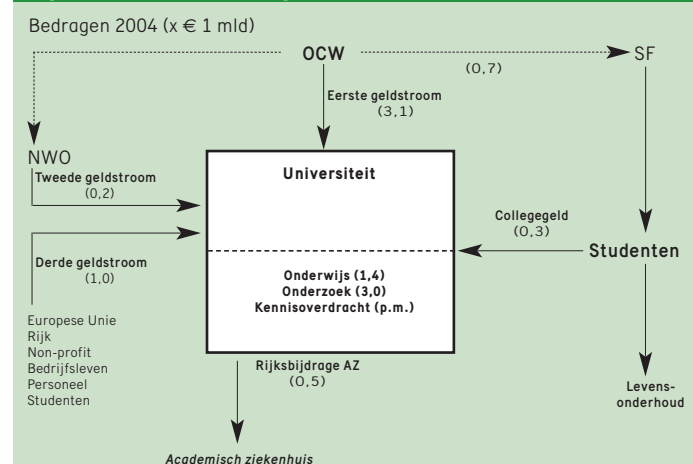 Bedragen 2004 (x € 1 mld)
OCW
SF
(0,7)
Eerste geldstroom
(3,1)
NWO
Tweede geldstroom
(0,2)
Universiteit
Collegegeld
(0,3)
Studenten
Derde geldstroom
(1,0)
Onderwijs (1,4)
Onderzoek (3,0)
Kennisoverdracht (p.m.)
Europese Unie
Rijk
Non-profit
Bedrijfsleven
Personeel
Studenten
Rijksbijdrage AZ
(0,5)
Levens-
onderhoud
Academisch ziekenhuis